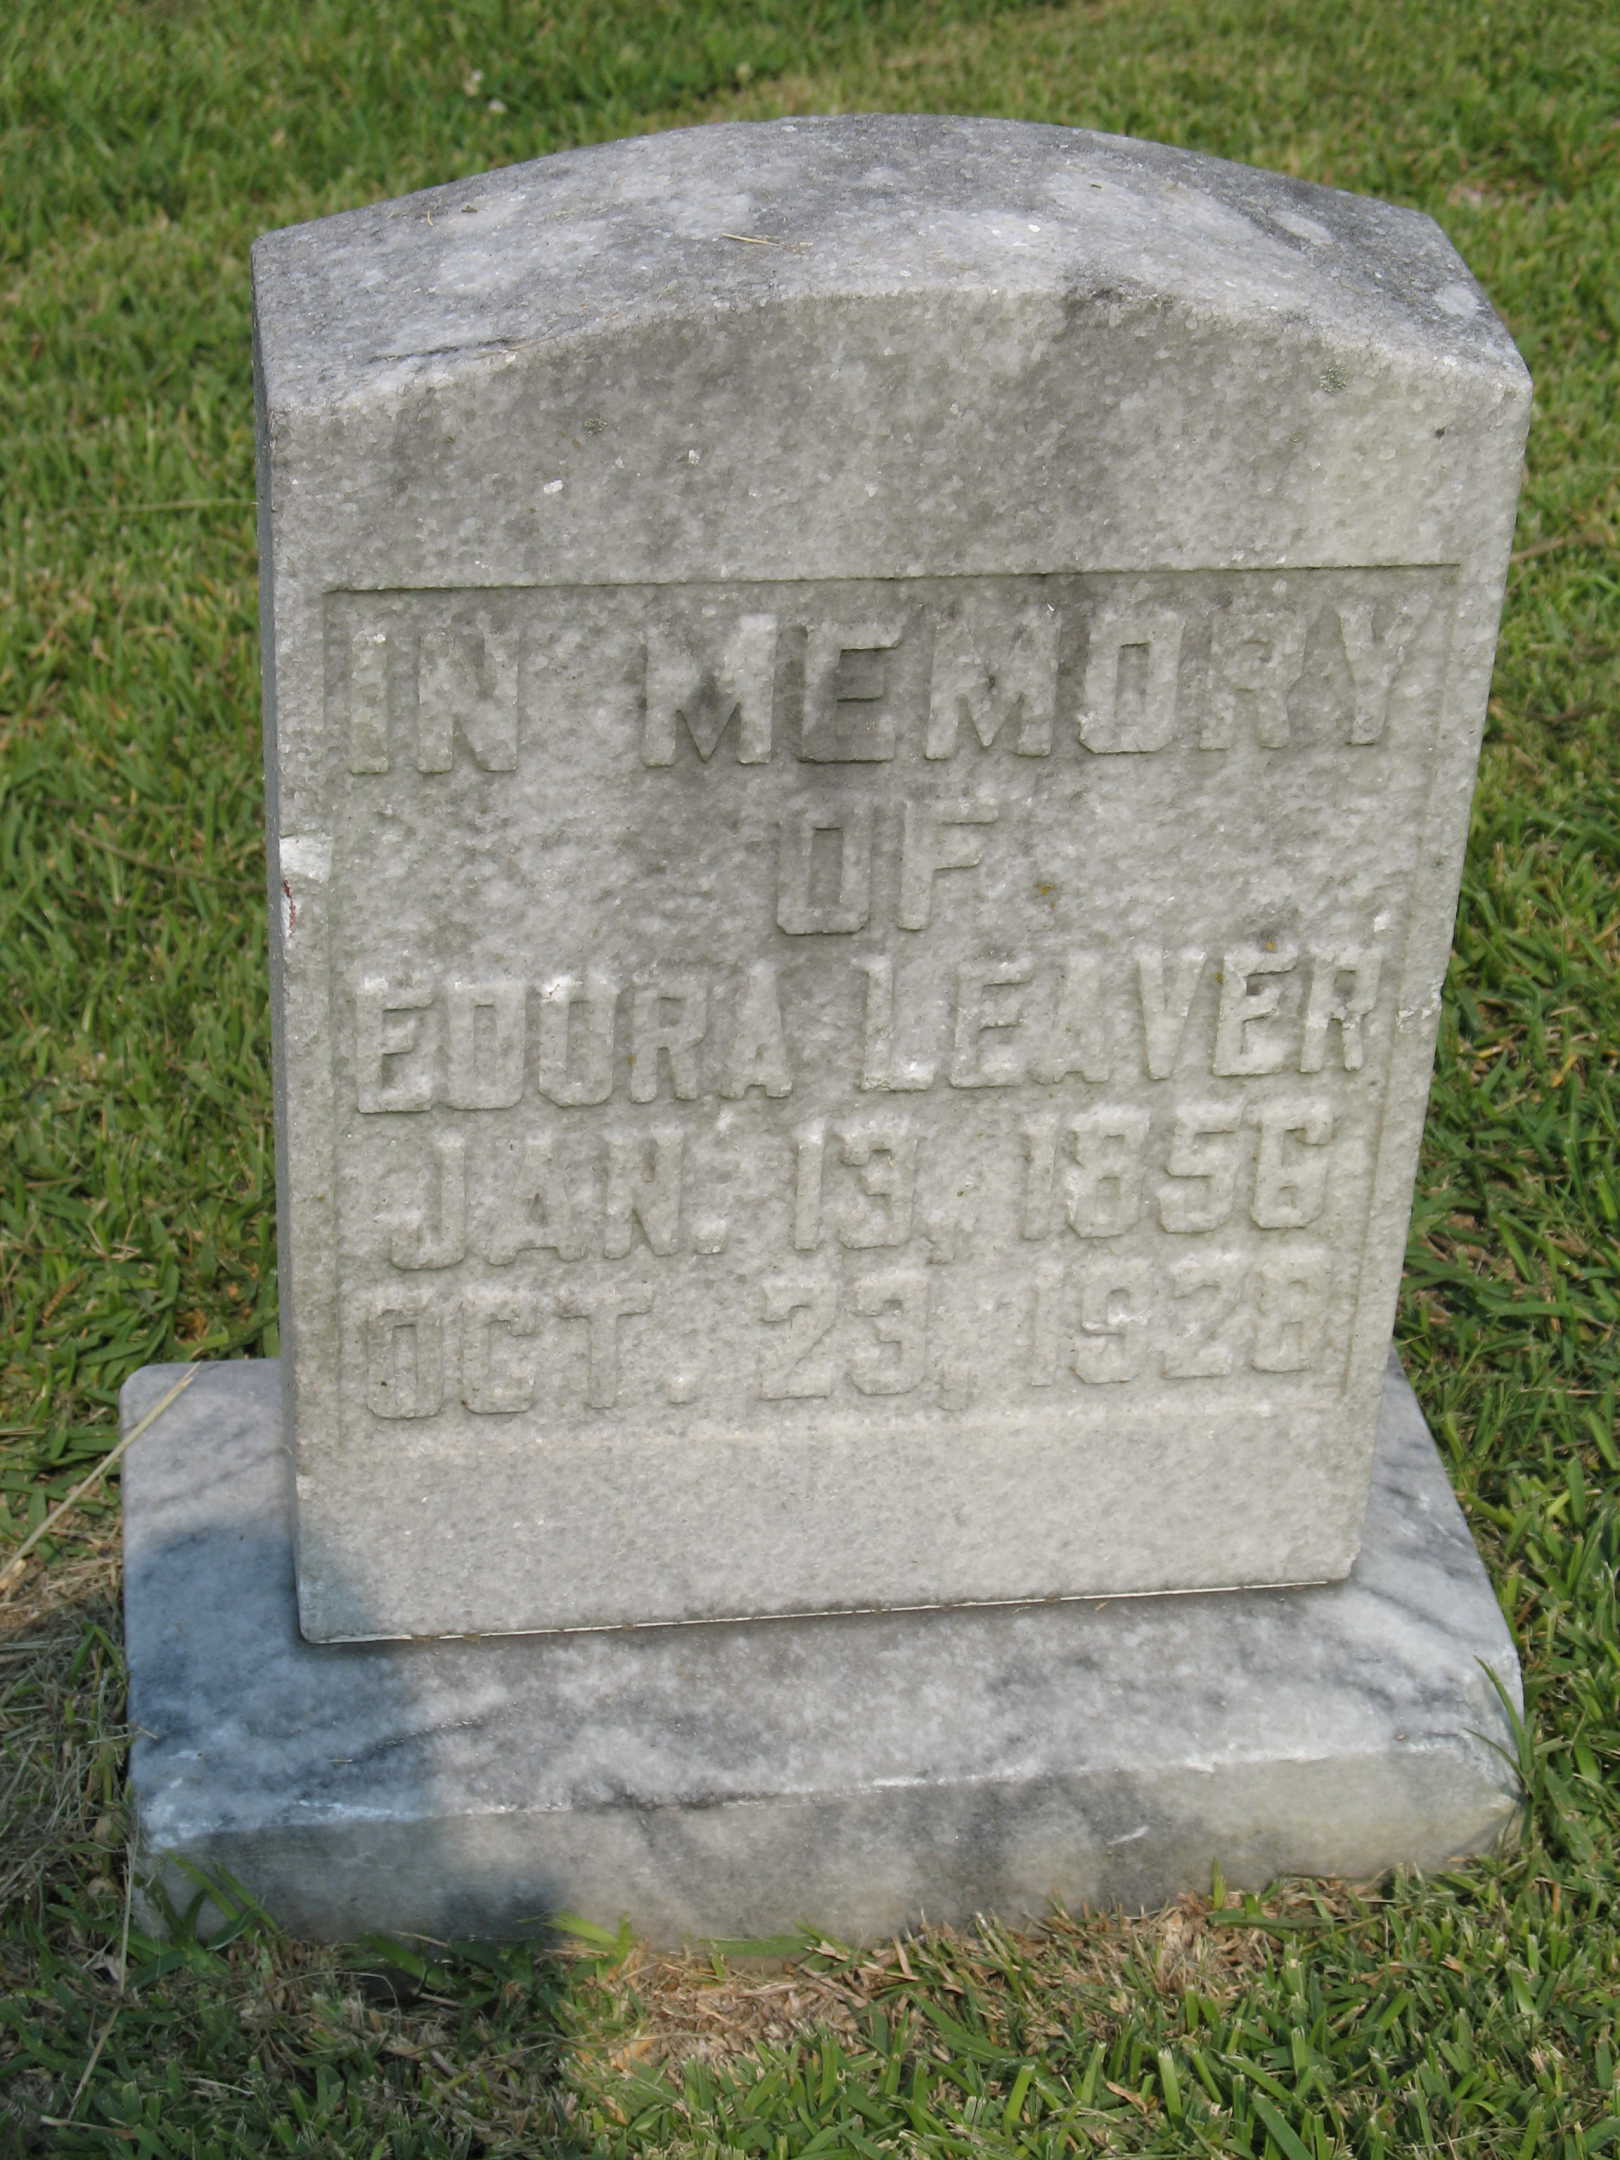 IN MEMORY
OF
EDORA LEAVER
JAN. 13, 1856
OCT. 23, 1928